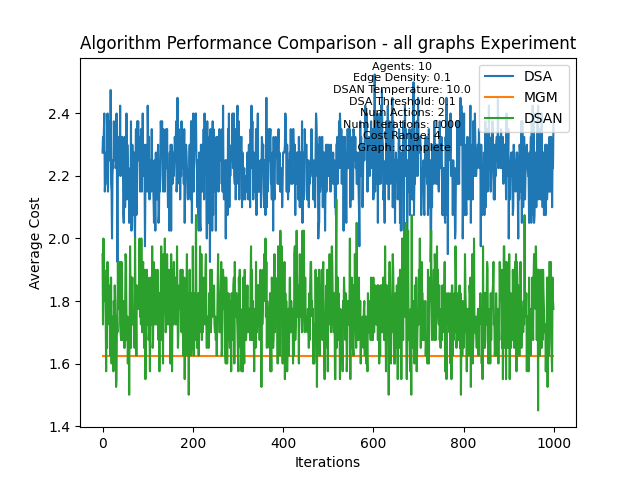 Algorithm Performance Comparison - all graphs Experiment
Agents: 10
Edge Density: 0.1
DSAN Temperature: 10.0
DSA Threshold: 0.1
Num Actions: 2
Num Iterations: 1000
Cost Range: 4
Graph: complete
DSA
MGM
DSAN
Average Cost
2.4
2.2
2.0
1.8
1.6
1.4
0
200
400
600
800
1000
Iterations